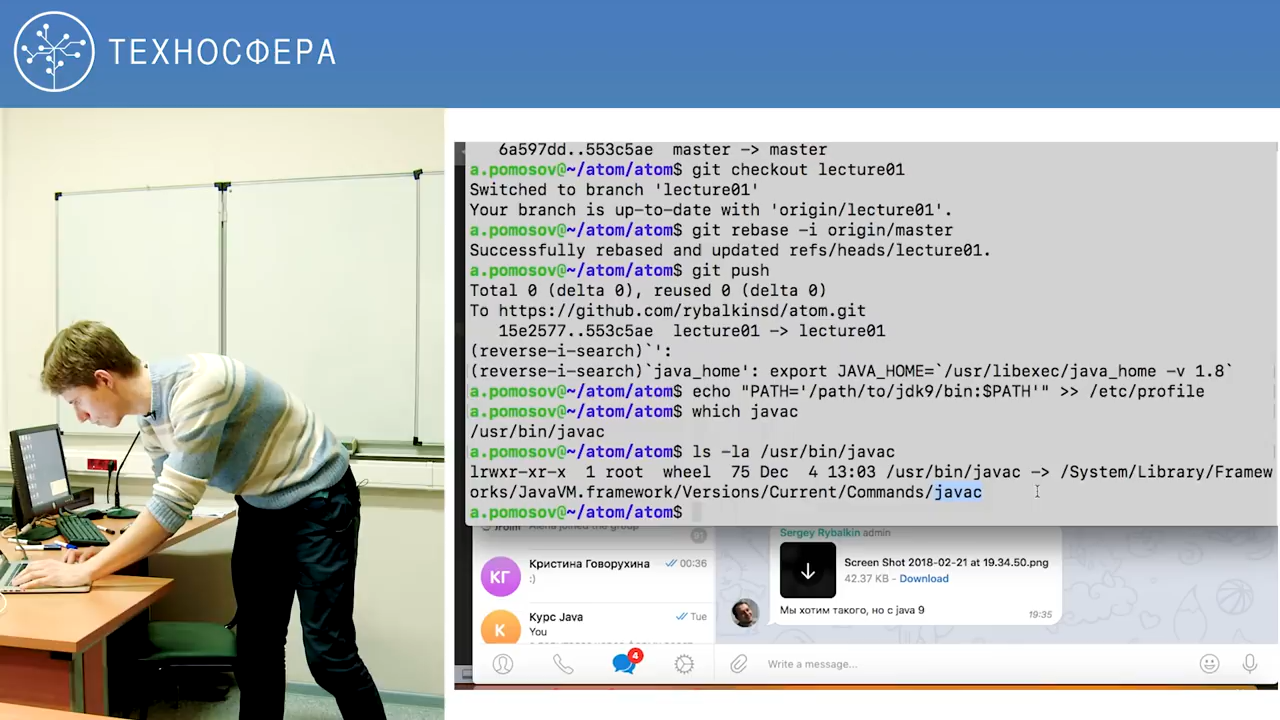 ТЕХНОСФЕРА
6a597dd..553c5ae  master -> master
a.pomosov@~/atom/atom$ git checkout lecture01
Switched to branch 'lecture01'
Your branch is up-to-date with 'origin/lecture01'.
a.pomosov@~/atom/atom$ git rebase -i origin/master
Successfully rebased and updated refs/heads/lecture01.
a.pomosov@~/atom/atom$ git push
Total 0 (delta 0), reused 0 (delta 0)
To https://github.com/rybalkinsd/atom.git
15e2577..553c5ae  lecture01 -> lecture01
(reverse-i-search)`':
(reverse-i-search)`java_home': export JAVA_HOME=`/usr/libexec/java_home -v 1.8`
a.pomosov@~/atom/atom$ echo "PATH='/path/to/jdk9/bin:$PATH'" >> /etc/profile
a.pomosov@~/atom/atom$ which javac
/usr/bin/javac
a.pomosov@~/atom/atom$ ls -la /usr/bin/javac
lrwxr-xr-x  1 root  wheel  75 Dec  4 13:03 /usr/bin/javac -> /System/Library/Framew
orks/JavaVM.framework/Versions/Current/Commands/javac
a.pomosov@~/atom/atom$
Alena joined the group
91
Кристина Говорухина 00:36
КГ
:)
Курс Java Tue
К
You
4
Sergey Rybalkin admin
Screen Shot 2018-02-21 at 19.34.50.png
42.37 KB - Download
Мы хотим такого, но с java 9 19:35
Write a message...